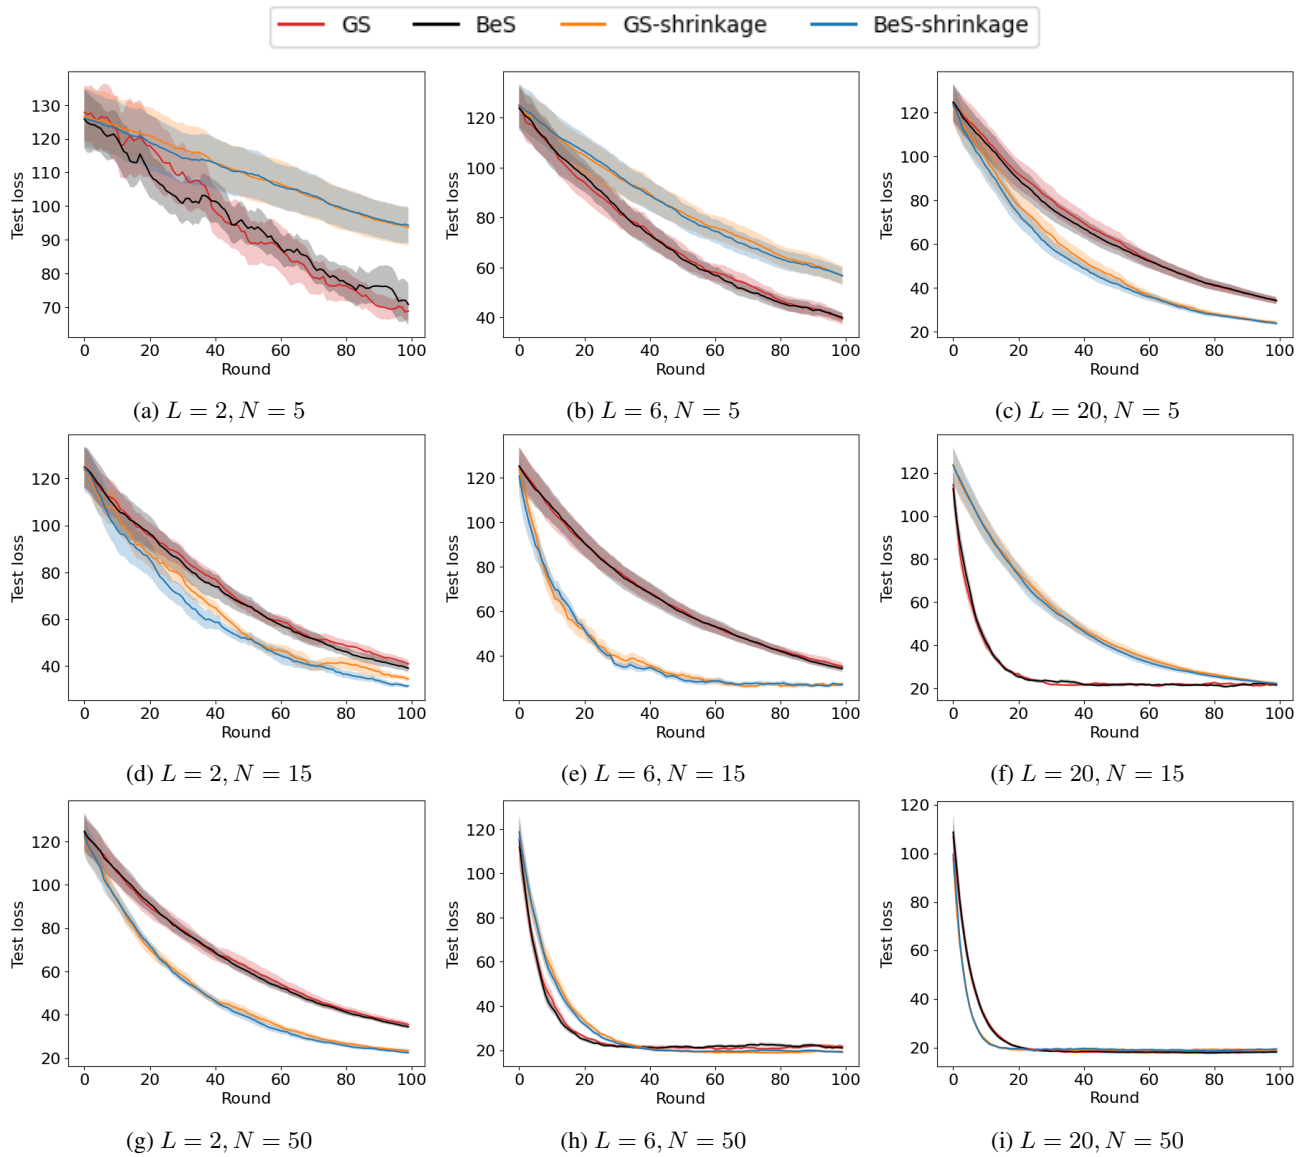 GS BeS GS-shrinkage BeS-shrinkage
130
120
110
100
90
80
70
Test loss
0 20 40 60 80 100
Round
(a) L = 2, N = 5
120
100
80
60
40
Test loss
0 20 40 60 80 100
Round
(b) L = 6, N = 5
120
100
80
60
40
20
Test loss
0 20 40 60 80 100
Round
(c) L = 20, N = 5
120
100
80
60
40
Test loss
0 20 40 60 80 100
Round
(d) L = 2, N = 15
120
100
80
60
40
Test loss
0 20 40 60 80 100
Round
(e) L = 6, N = 15
120
100
80
60
40
20
Test loss
0 20 40 60 80 100
Round
(f) L = 20, N = 15
120
100
80
60
40
20
Test loss
0 20 40 60 80 100
Round
(g) L = 2, N = 50
120
100
80
60
40
20
Test loss
0 20 40 60 80 100
Round
(h) L = 6, N = 50
120
100
80
60
40
20
Test loss
0 20 40 60 80 100
Round
(i) L = 20, N = 50